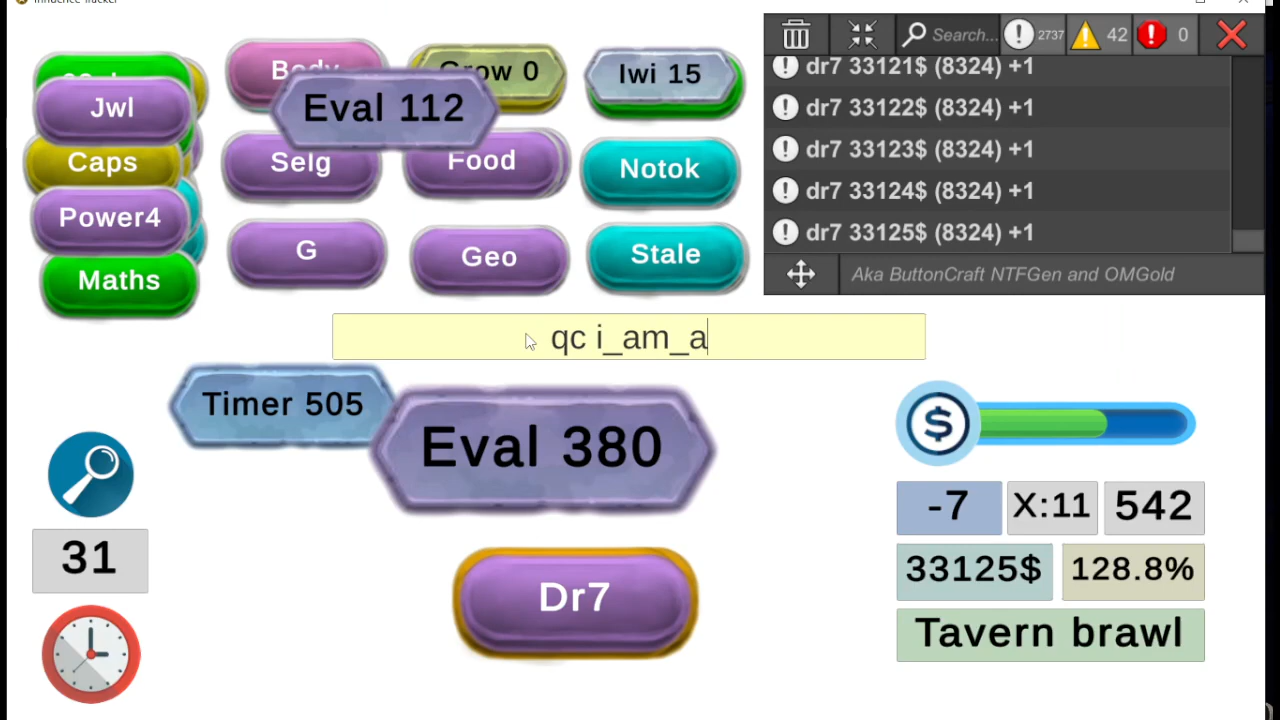 Influence Tracker
Jwl
Caps
Power4
Maths
Body
Grow 0
Iwi 15
Eval 112
Selg
Food
Notok
G
Geo
Stale
Search...
2737
42
0
dr7 33121$ (8324) +1
dr7 33122$ (8324) +1
dr7 33123$ (8324) +1
dr7 33124$ (8324) +1
dr7 33125$ (8324) +1
Aka ButtonCraft NTFGen and OMGold
qc i_am_a
Timer 505
Eval 380
Dr7
31
$
-7
X:11
542
33125$
128.8%
Tavern brawl